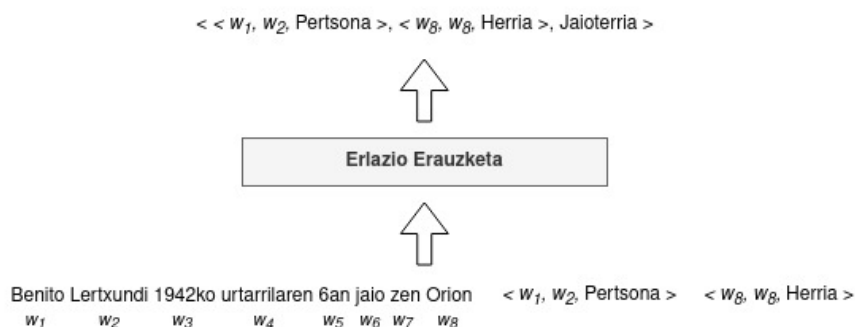 < < w₁, w₂, Pertsona >, < w₈, w₈, Herria >, Jaioterria >
Erlazio Erauzketa
Benito Lertxundi 1942ko urtarrilaren 6an jaio zen Orion < w₁, w₂, Pertsona > < w₈, w₈, Herria >
w₁ w₂ w₃ w₄ w₅ w₆ w₇ w₈